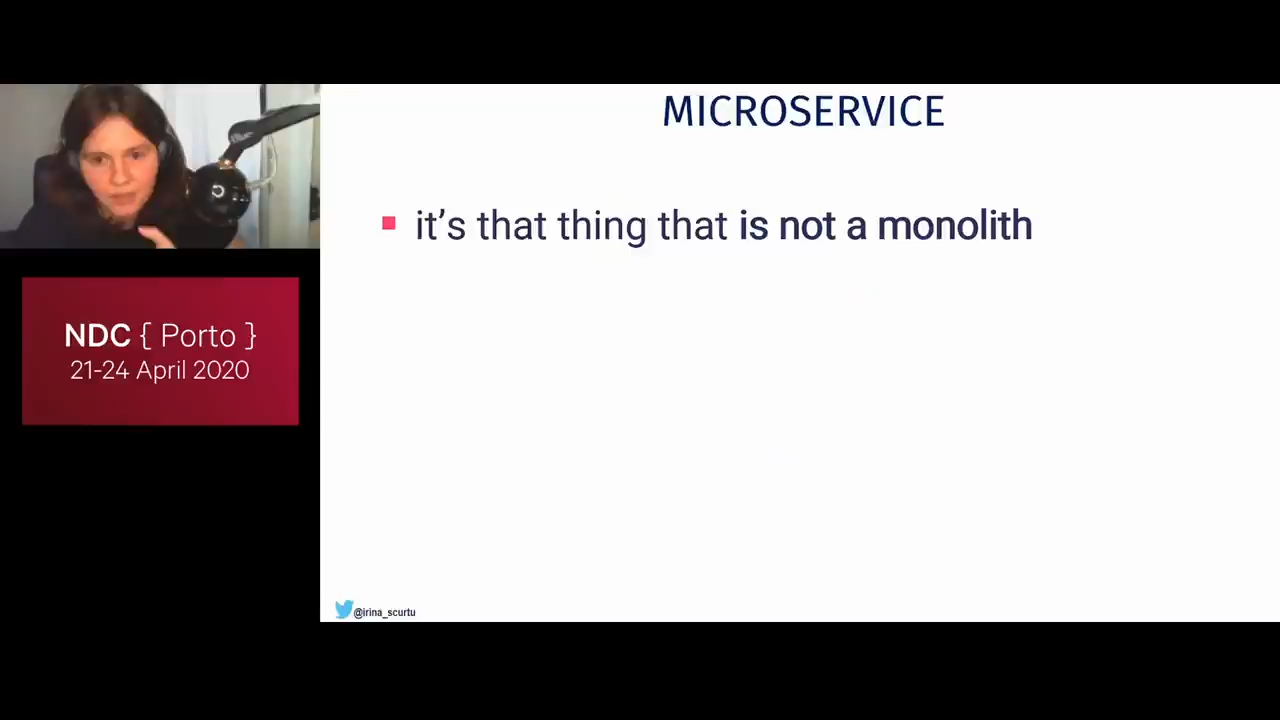 MICROSERVICE
it's that thing that is not a monolith
NDC { Porto }
21-24 April 2020
@irina_scurtu